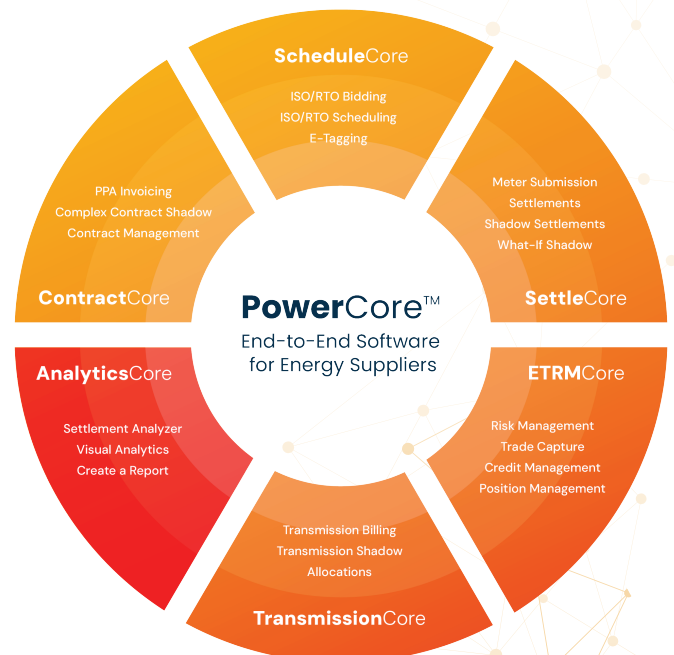 ScheduleCore
ISO/RTO Bidding
ISO/RTO Scheduling
E-Tagging
Meter Submission
Settlements
Shadow Settlements
What-If Shadow
SettleCore
PPA Invoicing
Complex Contract Shadow
Contract Management
ContractCore
PowerCore™
End-to-End Software
for Energy Suppliers
AnalyticsCore
Settlement Analyzer
Visual Analytics
Create a Report
ETRMCore
Risk Management
Trade Capture
Credit Management
Position Management
Transmission Billing
Transmission Shadow
Allocations
TransmissionCore